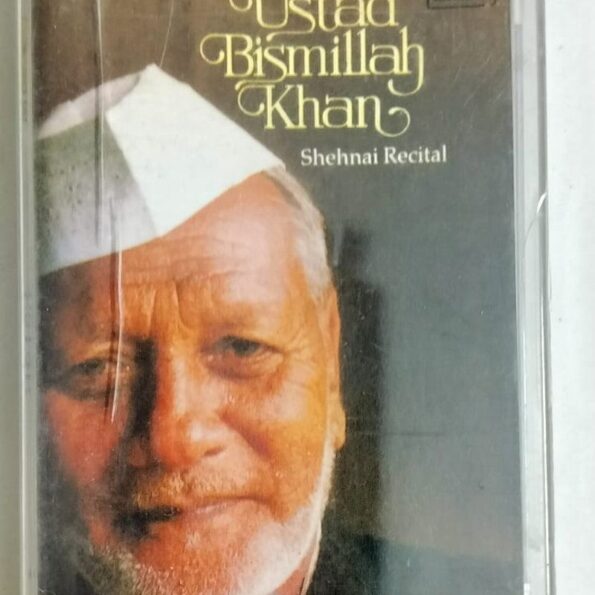 Ustad
Bismillah
Khan
Shehnai Recital